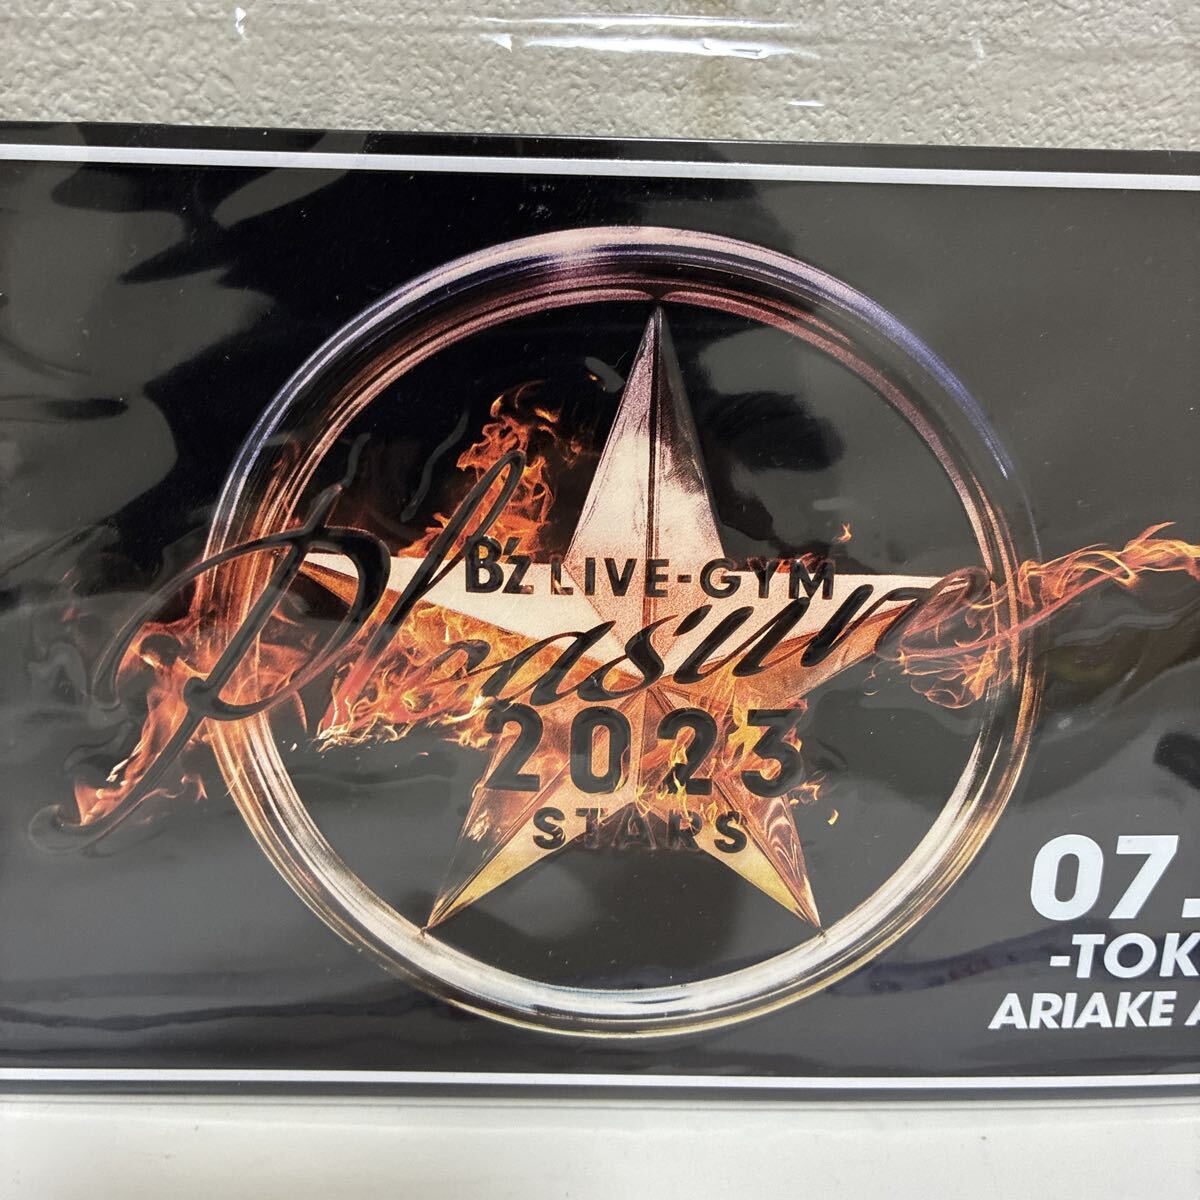 B'z LIVE-GYM
Pleasure
2023
STARS
07.
-TOK
ARIAKE A